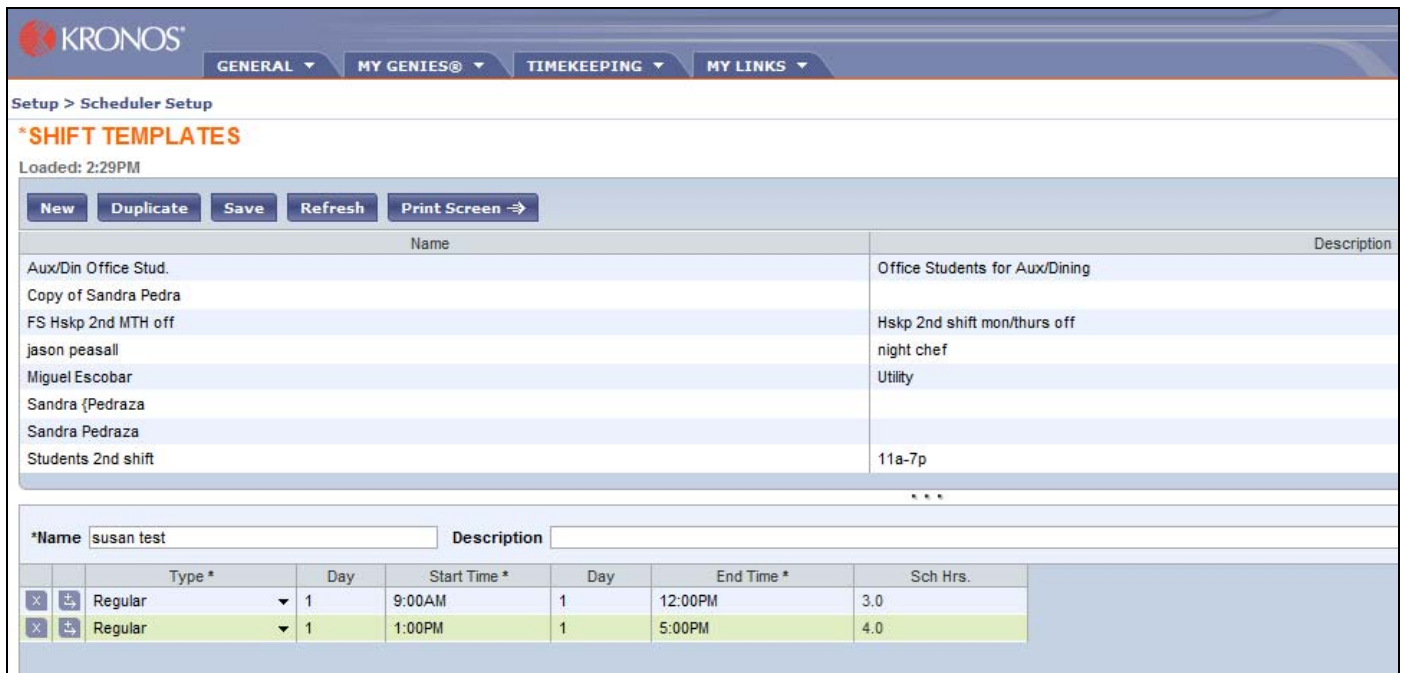 KRONOS®
GENERAL MY GENIES® TIMEKEEPING MY LINKS
Setup > Scheduler Setup
*SHIFT TEMPLATES
Loaded: 2:29PM
New Duplicate Save Refresh Print Screen
Name Description
Aux/Din Office Stud. Office Students for Aux/Dining
Copy of Sandra Pedra
FS Hskp 2nd MTH off Hskp 2nd shift mon/thurs off
jason peasall night chef
Miguel Escobar Utility
Sandra {Pedraza
Sandra Pedraza
Students 2nd shift 11a-7p
*Name susan test Description
Type * Day Start Time * Day End Time * Sch Hrs.
Regular 1 9:00AM 1 12:00PM 3.0
Regular 1 1:00PM 1 5:00PM 4.0